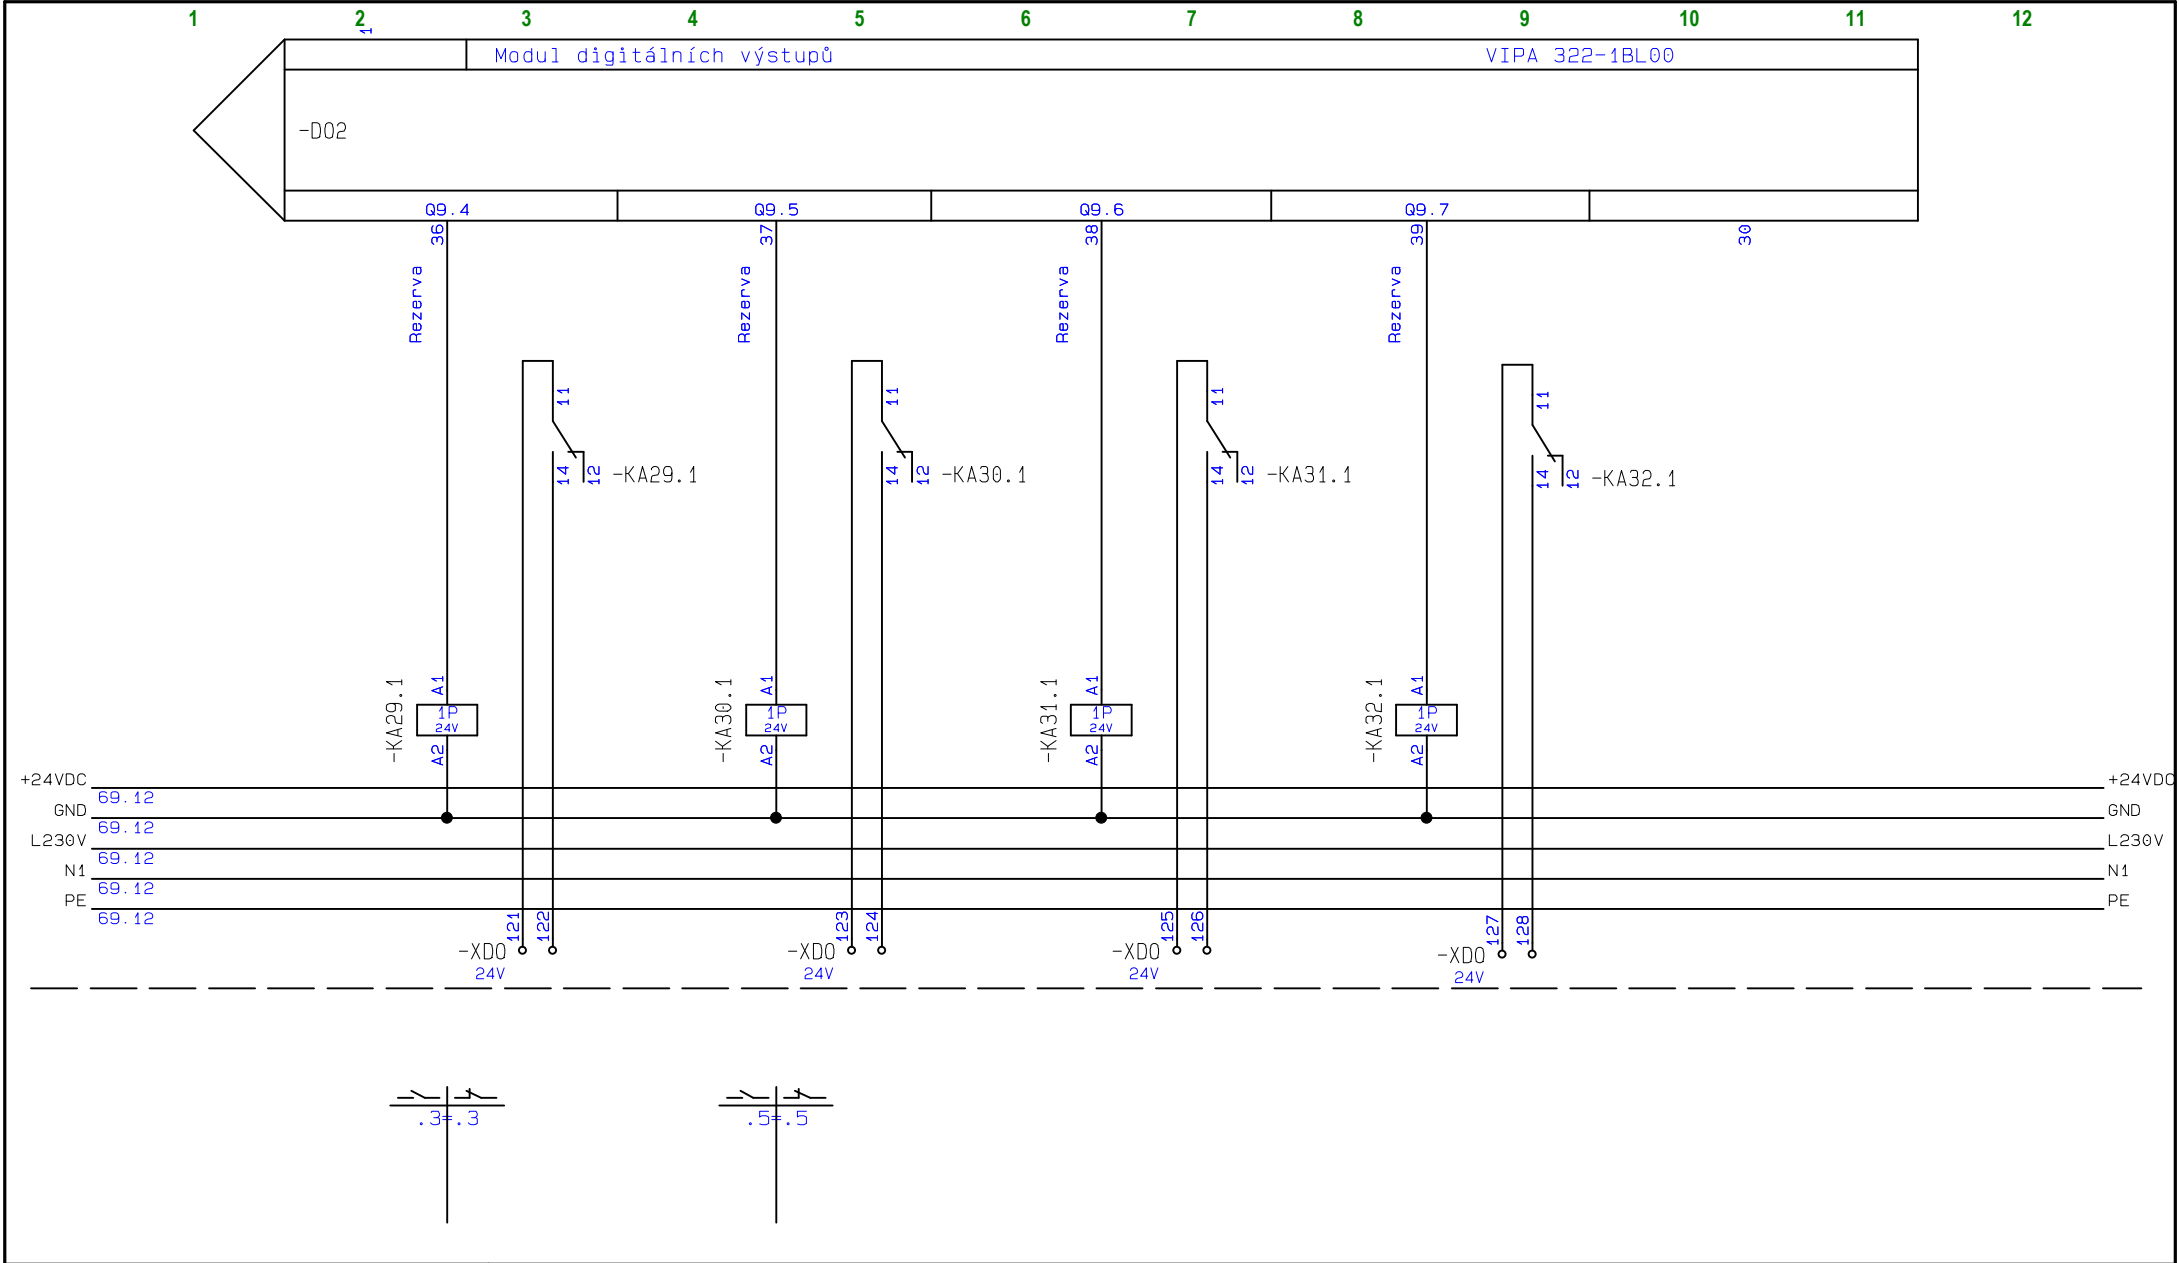 1 2 3 4 5 6 7 8 9 10 11 12
1
Modul digitálních výstupů VIPA 322-1BL00
-DO2
Q9.4 Q9.5 Q9.6 Q9.7
36 37 38 39 30
Rezerva Rezerva Rezerva Rezerva
11 11 11 11
14 12 -KA29.1 14 12 -KA30.1 14 12 -KA31.1 14 12 -KA32.1
A1 A1 A1 A1
-KA29.1 1P -KA30.1 1P -KA31.1 1P -KA32.1 1P
24V 24V 24V 24V
A2 A2 A2 A2
+24VDC +24VDC
69.12
GND GND
69.12
L230V L230V
69.12
N1 N1
69.12
PE PE
69.12
121 122 123 124 125 126 127 128
-XDO -XDO -XDO -XDO
24V 24V 24V 24V
.3=.3 .5=.5